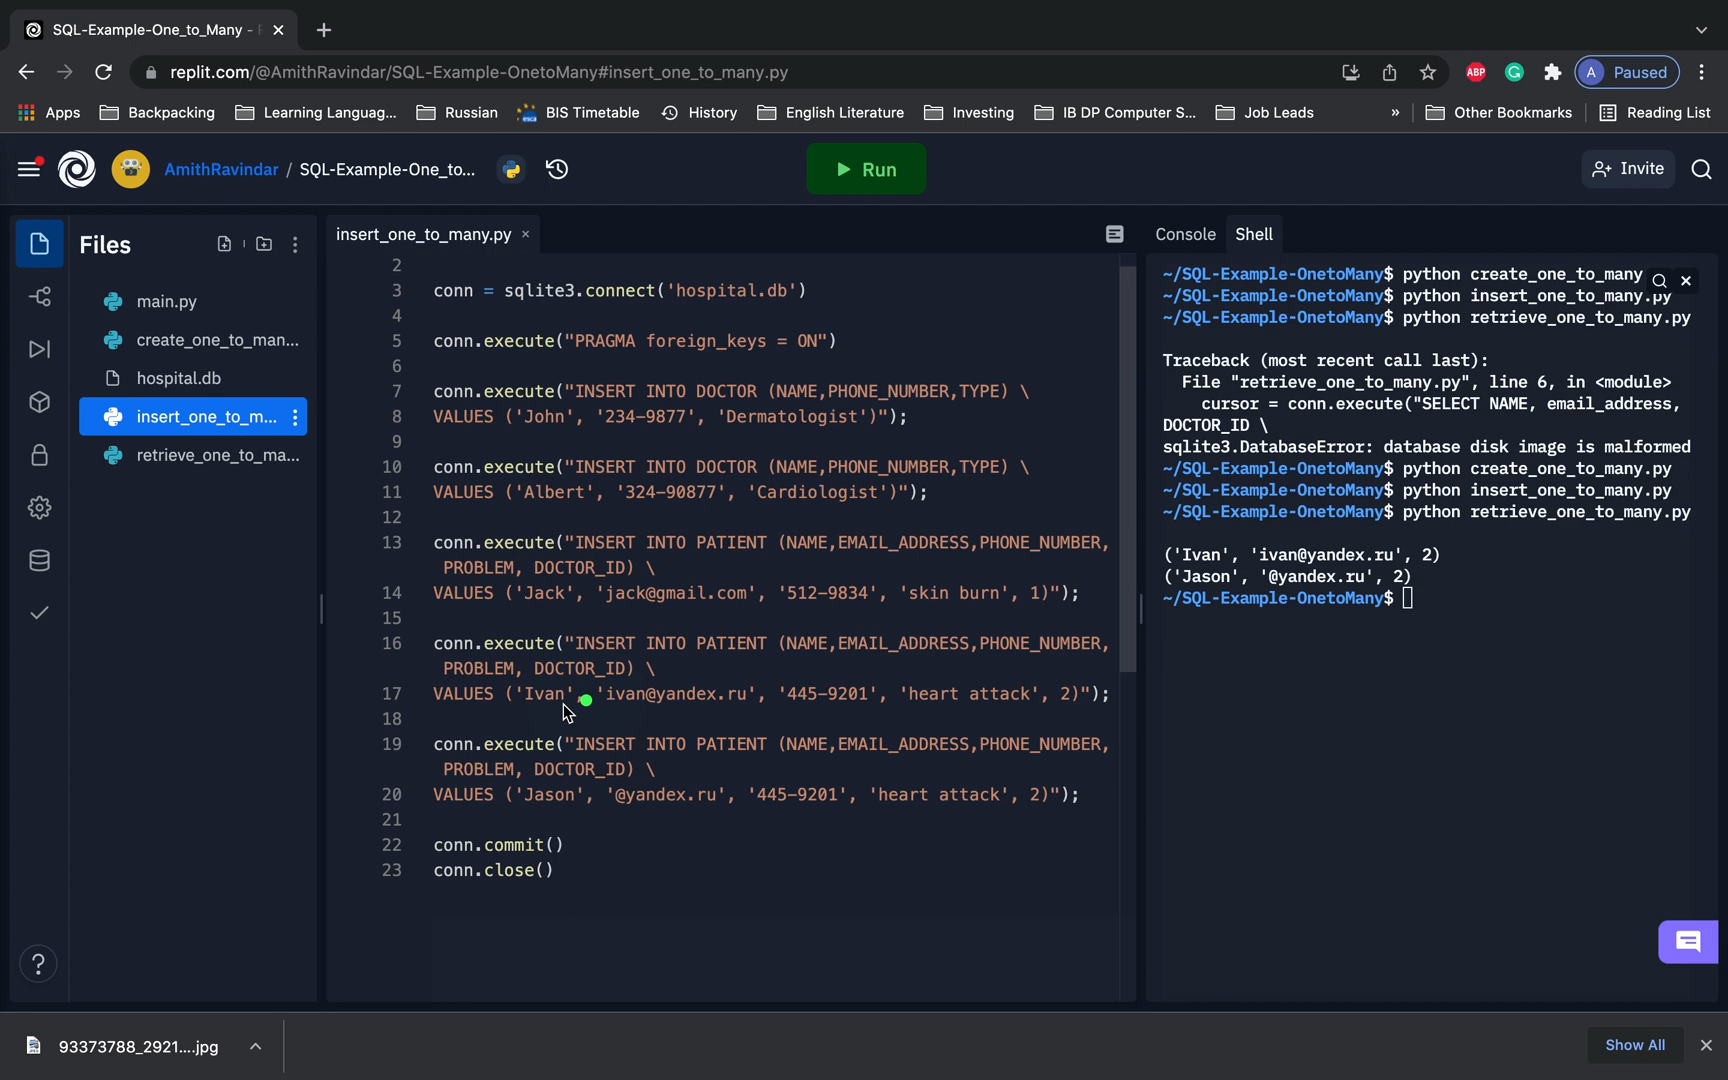 SQL-Example-One_to_Many -
replit.com/@AmithRavindar/SQL-Example-OnetoMany#insert_one_to_many.py
ABP
A Paused
Apps Backpacking Learning Languag... Russian BIS Timetable History English Literature Investing IB DP Computer S... Job Leads » Other Bookmarks Reading List
AmithRavindar / SQL-Example-One_to...
Run
Invite
Files
main.py
create_one_to_man...
hospital.db
insert_one_to_m...
retrieve_one_to_ma...
?
insert_one_to_many.py ×
2
3 conn = sqlite3.connect('hospital.db')
4
5 conn.execute("PRAGMA foreign_keys = ON")
6
7 conn.execute("INSERT INTO DOCTOR (NAME,PHONE_NUMBER,TYPE) \
8 VALUES ('John', '234-9877', 'Dermatologist')");
9
10 conn.execute("INSERT INTO DOCTOR (NAME,PHONE_NUMBER,TYPE) \
11 VALUES ('Albert', '324-90877', 'Cardiologist')");
12
13 conn.execute("INSERT INTO PATIENT (NAME,EMAIL_ADDRESS,PHONE_NUMBER,
PROBLEM, DOCTOR_ID) \
14 VALUES ('Jack', 'jack@gmail.com', '512-9834', 'skin burn', 1)");
15
16 conn.execute("INSERT INTO PATIENT (NAME,EMAIL_ADDRESS,PHONE_NUMBER,
PROBLEM, DOCTOR_ID) \
17 VALUES ('Ivan', 'ivan@yandex.ru', '445-9201', 'heart attack', 2)");
18
19 conn.execute("INSERT INTO PATIENT (NAME,EMAIL_ADDRESS,PHONE_NUMBER,
PROBLEM, DOCTOR_ID) \
20 VALUES ('Jason', '@yandex.ru', '445-9201', 'heart attack', 2)");
21
22 conn.commit()
23 conn.close()
Console Shell
~/SQL-Example-OnetoMany$ python create_one_to_many
~/SQL-Example-OnetoMany$ python insert_one_to_many.py
~/SQL-Example-OnetoMany$ python retrieve_one_to_many.py
Traceback (most recent call last):
File "retrieve_one_to_many.py", line 6, in <module>
cursor = conn.execute("SELECT NAME, email_address,
DOCTOR_ID \
sqlite3.DatabaseError: database disk image is malformed
~/SQL-Example-OnetoMany$ python create_one_to_many.py
~/SQL-Example-OnetoMany$ python insert_one_to_many.py
~/SQL-Example-OnetoMany$ python retrieve_one_to_many.py
('Ivan', 'ivan@yandex.ru', 2)
('Jason', '@yandex.ru', 2)
~/SQL-Example-OnetoMany$
93373788_2921....jpg
Show All